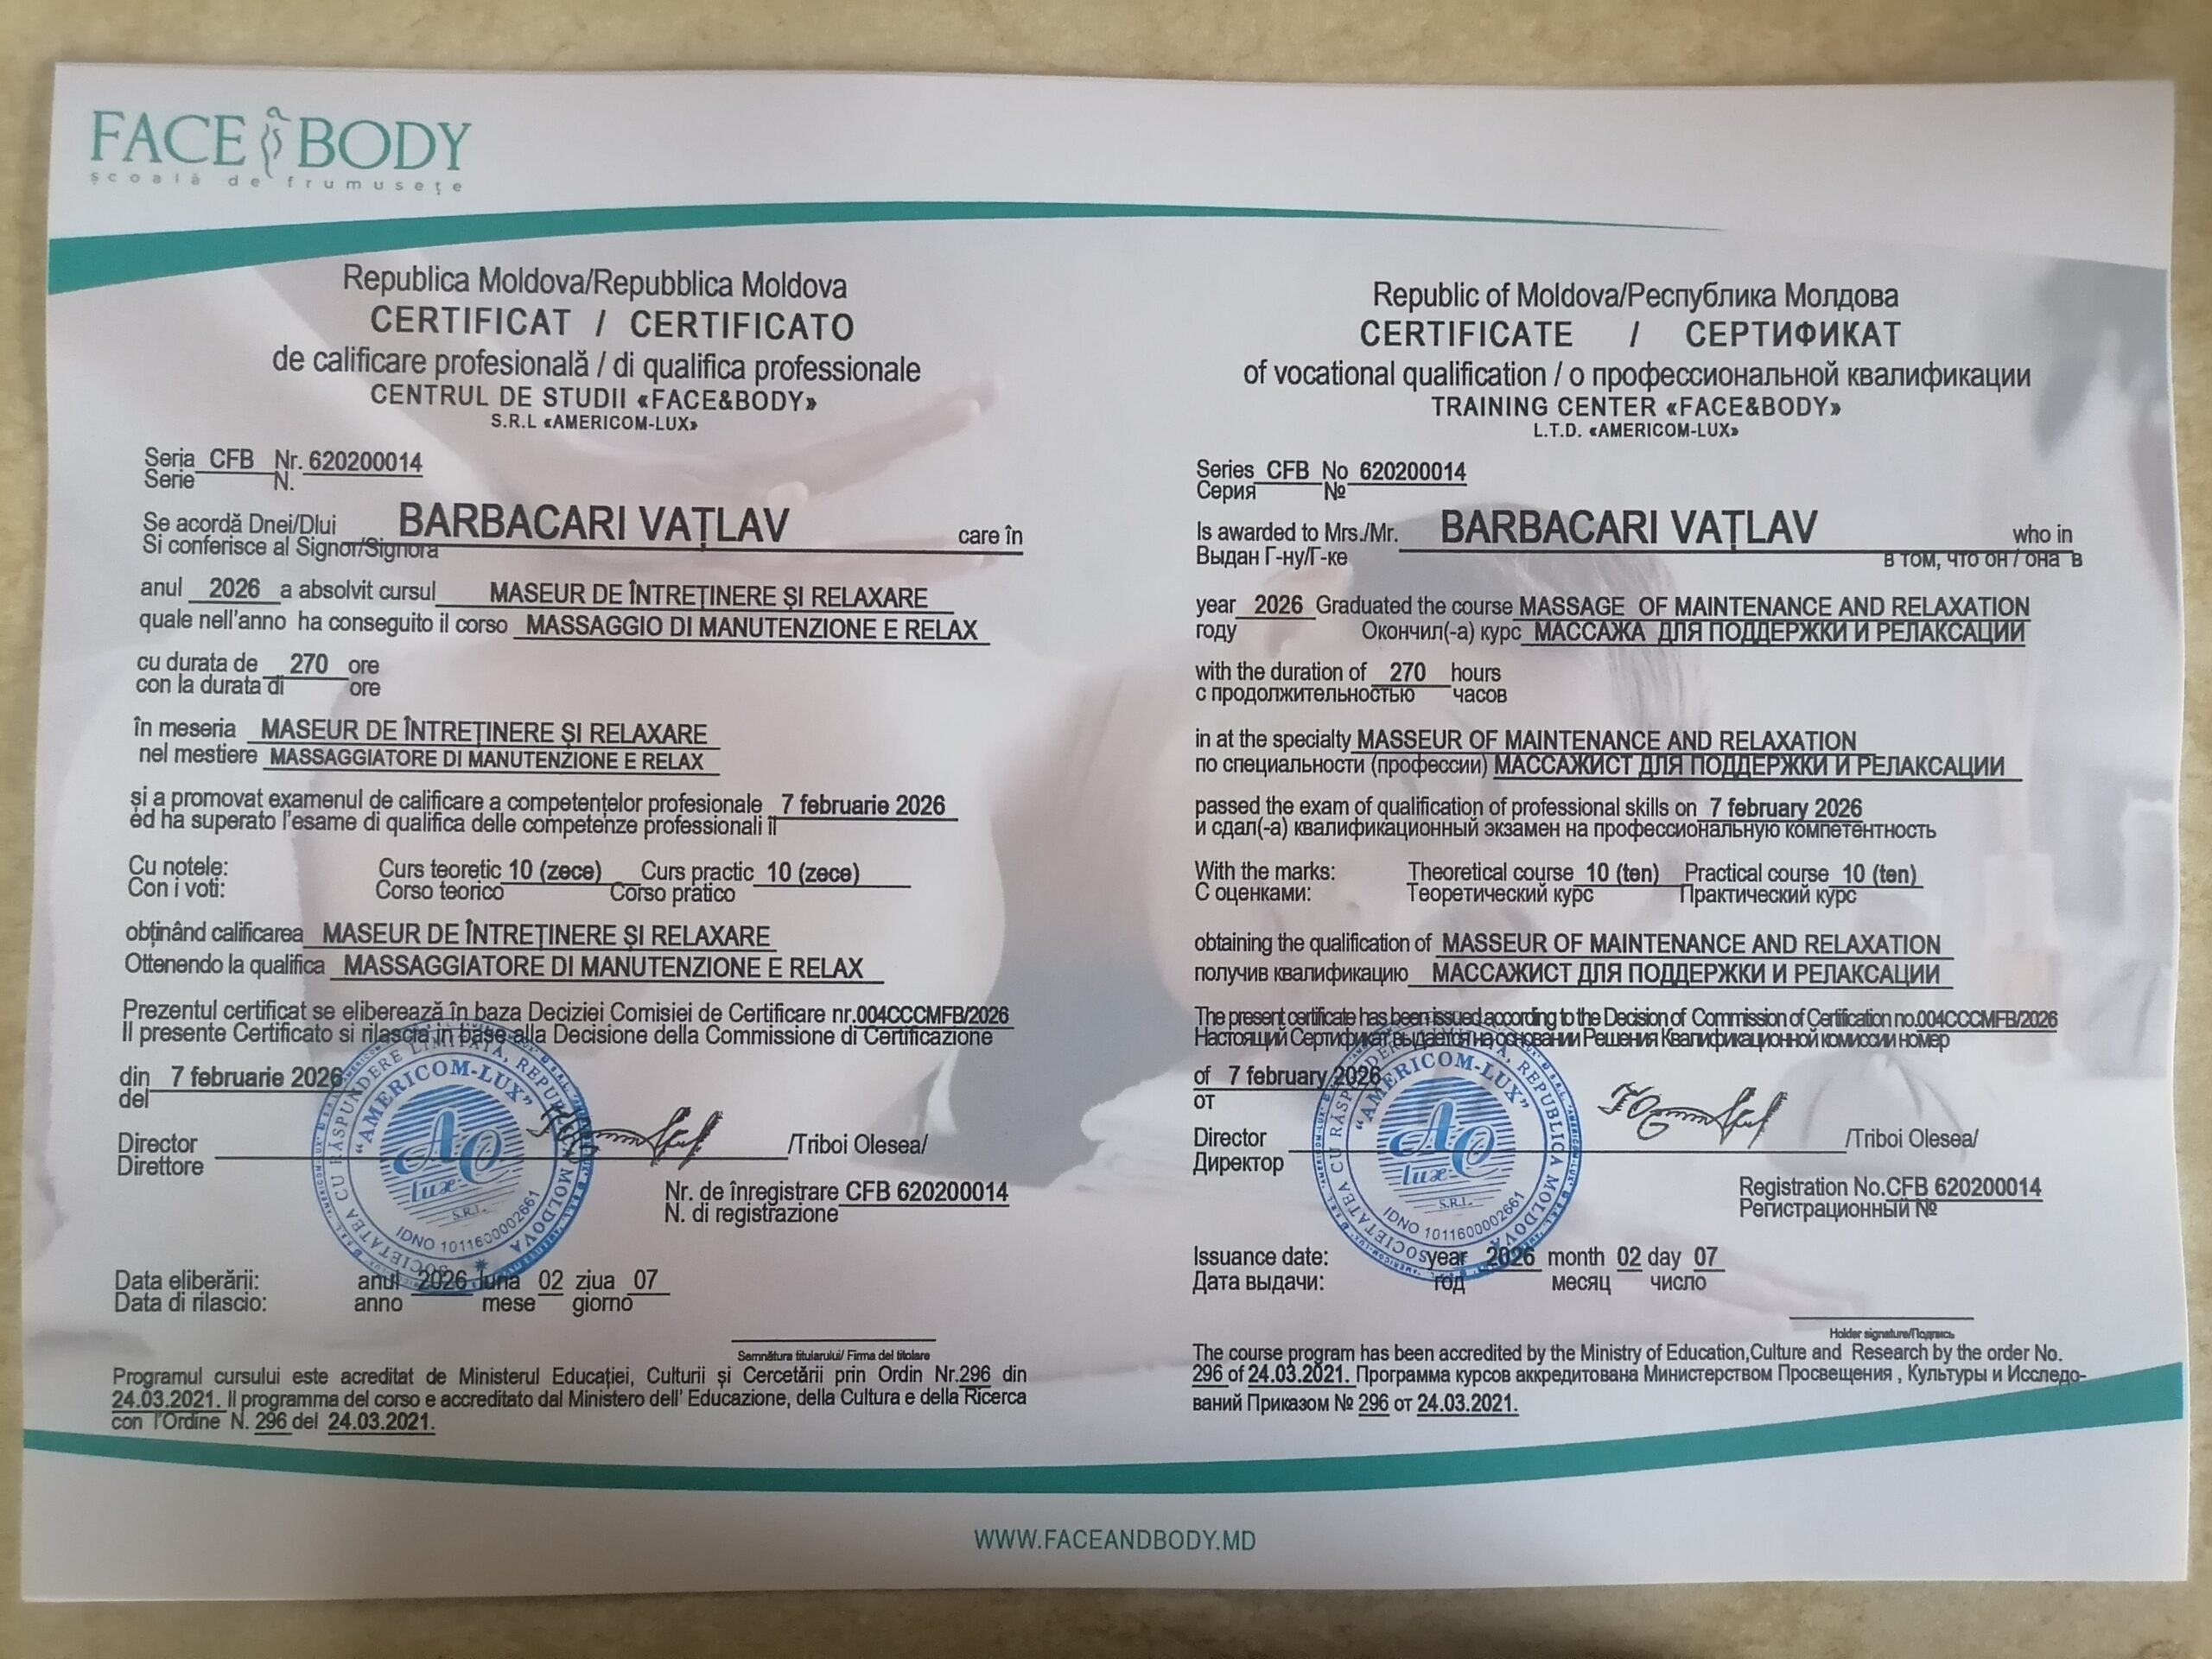 FACE BODY
școală de frumusețe
Republica Moldova/Repubblica Moldova
CERTIFICAT / CERTIFICATO
de calificare profesională / di qualifica professionale
CENTRUL DE STUDII «FACE&BODY»
S.R.L «AMERICOM-LUX»
Seria CFB Nr. 620200014
Serie N.
Se acordă Dnei/Dlui BARBACARI VAȚLAV care în
Si conferisce al Signor/Signora
anul 2026 a absolvit cursul MASEUR DE ÎNTREȚINERE ȘI RELAXARE
quale nell'anno ha conseguito il corso MASSAGGIO DI MANUTENZIONE E RELAX
cu durata de 270 ore
con la durata di ore
în meseria MASEUR DE ÎNTREȚINERE ȘI RELAXARE
nel mestiere MASSAGGIATORE DI MANUTENZIONE E RELAX
și a promovat examenul de calificare a competențelor profesionale 7 februarie 2026
ed ha superato l'esame di qualifica delle competenze professionali il
Cu notele: Curs teoretic 10 (zece) Curs practic 10 (zece)
Con i voti: Corso teorico Corso pratico
obținând calificarea MASEUR DE ÎNTREȚINERE ȘI RELAXARE
Ottenendo la qualifica MASSAGGIATORE DI MANUTENZIONE E RELAX
Prezentul certificat se eliberează în baza Deciziei Comisiei de Certificare nr.004CCCMFB/2026
Il presente Certificato si rilascia in base alla Decisione della Commissione di Certificazione
din 7 februarie 2026
del
Director /Triboi Olesea/
Direttore
Nr. de înregistrare CFB 620200014
N. di registrazione
SOCIETATEA CU RĂSPUNDERE LIMITATĂ, REPUBLICA MOLDOVA
"AMERICOM-LUX"
AC
lux
S.R.L.
IDNO 1011600002661
Data eliberării: anul 2026 luna 02 ziua 07
Data di rilascio: anno mese giorno
Semnătura titularului/ Firma del titolare
Programul cursului este acreditat de Ministerul Educației, Culturii și Cercetării prin Ordin Nr.296 din
24.03.2021. Il programma del corso e accreditato dal Ministero dell' Educazione, della Cultura e della Ricerca
con l'Ordine N. 296 del 24.03.2021.
Republic of Moldova/Республика Молдова
CERTIFICATE / СЕРТИФИКАТ
of vocational qualification / о профессиональной квалификации
TRAINING CENTER «FACE&BODY»
L.T.D. «AMERICOM-LUX»
Series CFB No 620200014
Серия №
Is awarded to Mrs./Mr. BARBACARI VAȚLAV who in
Выдан Г-ну/Г-ке в том, что он / она в
year 2026 Graduated the course MASSAGE OF MAINTENANCE AND RELAXATION
году Окончил(-а) курс МАССАЖА ДЛЯ ПОДДЕРЖКИ И РЕЛАКСАЦИИ
with the duration of 270 hours
с продолжительностью часов
in at the specialty MASSEUR OF MAINTENANCE AND RELAXATION
по специальности (профессии) МАССАЖИСТ ДЛЯ ПОДДЕРЖКИ И РЕЛАКСАЦИИ
passed the exam of qualification of professional skills on 7 february 2026
и сдал(-а) квалификационный экзамен на профессиональную компетентность
With the marks: Theoretical course 10 (ten) Practical course 10 (ten)
С оценками: Теоретический курс Практический курс
obtaining the qualification of MASSEUR OF MAINTENANCE AND RELAXATION
получив квалификацию МАССАЖИСТ ДЛЯ ПОДДЕРЖКИ И РЕЛАКСАЦИИ
The present certificate has been issued according to the Decision of Commission of Certification no.004CCCMFB/2026
Настоящий Сертификат выдается на основании Решения Квалификационной комиссии номер
of 7 february 2026
от
Director /Triboi Olesea/
Директор
Registration No.CFB 620200014
Регистрационный №
SOCIETATEA CU RĂSPUNDERE LIMITATĂ, REPUBLICA MOLDOVA
"AMERICOM-LUX"
AC
lux
S.R.L.
IDNO 1011600002661
Issuance date: year 2026 month 02 day 07
Дата выдачи: год месяц число
Holder signature/Подпись
The course program has been accredited by the Ministry of Education,Culture and Research by the order No.
296 of 24.03.2021. Программа курсов аккредитована Министерством Просвещения , Культуры и Исследо-
ваний Приказом № 296 от 24.03.2021.
WWW.FACEANDBODY.MD